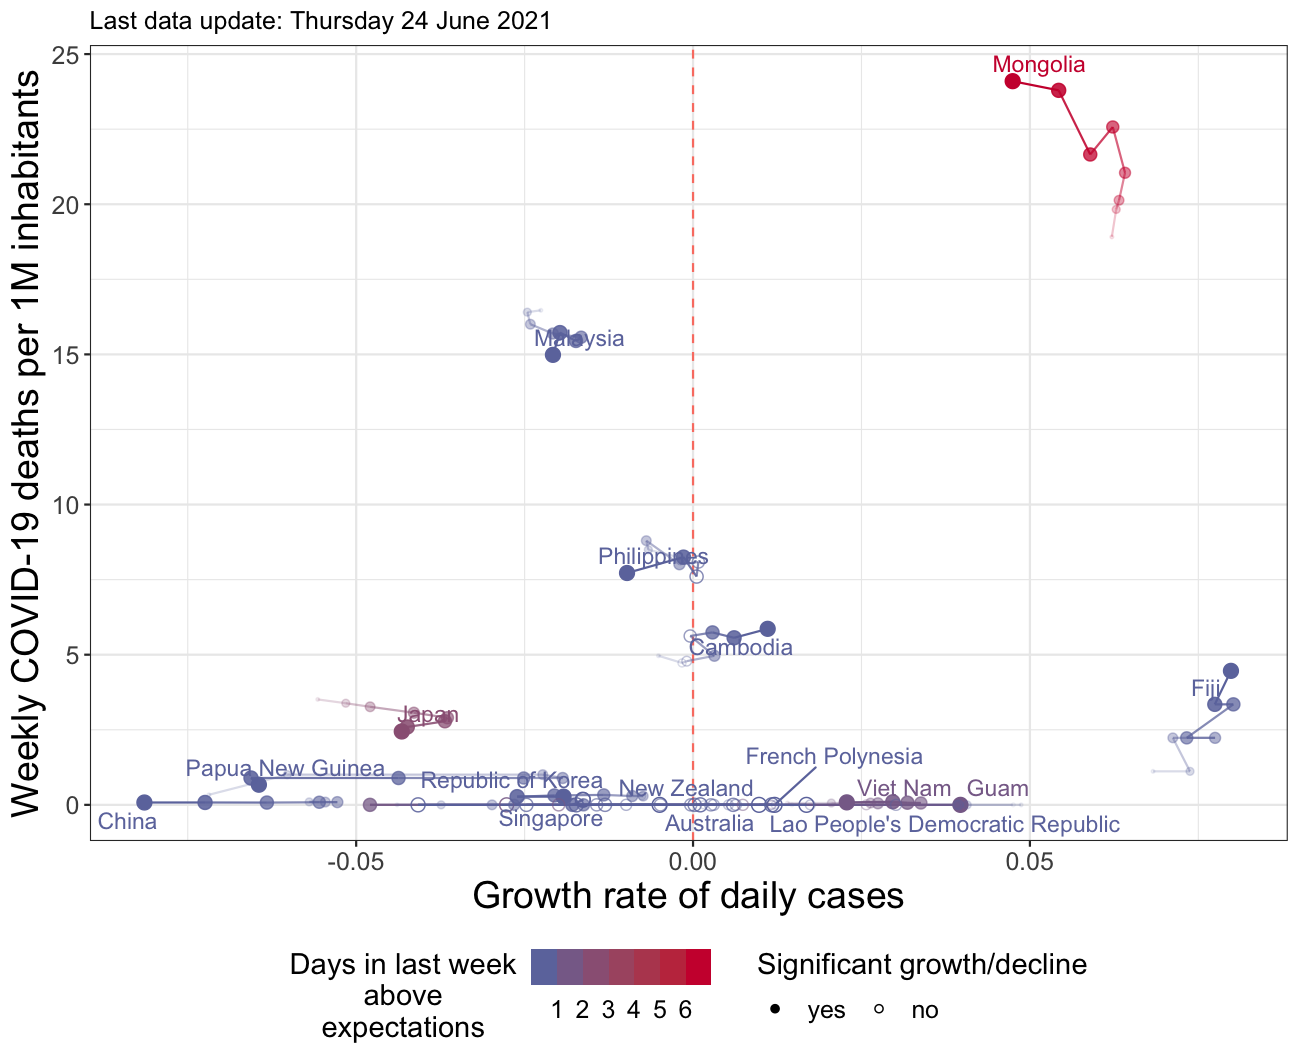 Last data update: Thursday 24 June 2021
Weekly COVID-19 deaths per 1M inhabitants
25
20
15
10
5
0
Mongolia
Malaysia
Philippines
Cambodia
Fiji
Japan
French Polynesia
Papua New Guinea
Republic of Korea
New Zealand
Viet Nam
Guam
China
Singapore
Australia
Lao People's Democratic Republic
-0.05
0.00
0.05
Growth rate of daily cases
Days in last week
above
expectations
1 2 3 4 5 6
Significant growth/decline
yes
no